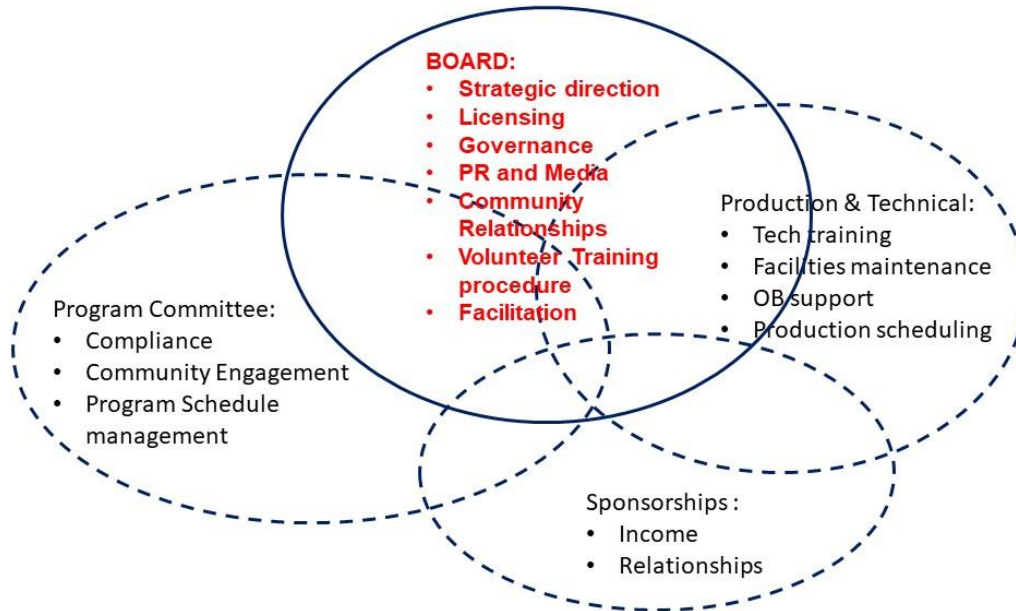 BOARD:
• Strategic direction
• Licensing
• Governance
• PR and Media
• Community
Relationships
• Volunteer Training
procedure
• Facilitation
Production & Technical:
• Tech training
• Facilities maintenance
• OB support
• Production scheduling
Program Committee:
• Compliance
• Community Engagement
• Program Schedule
management
Sponsorships :
• Income
• Relationships